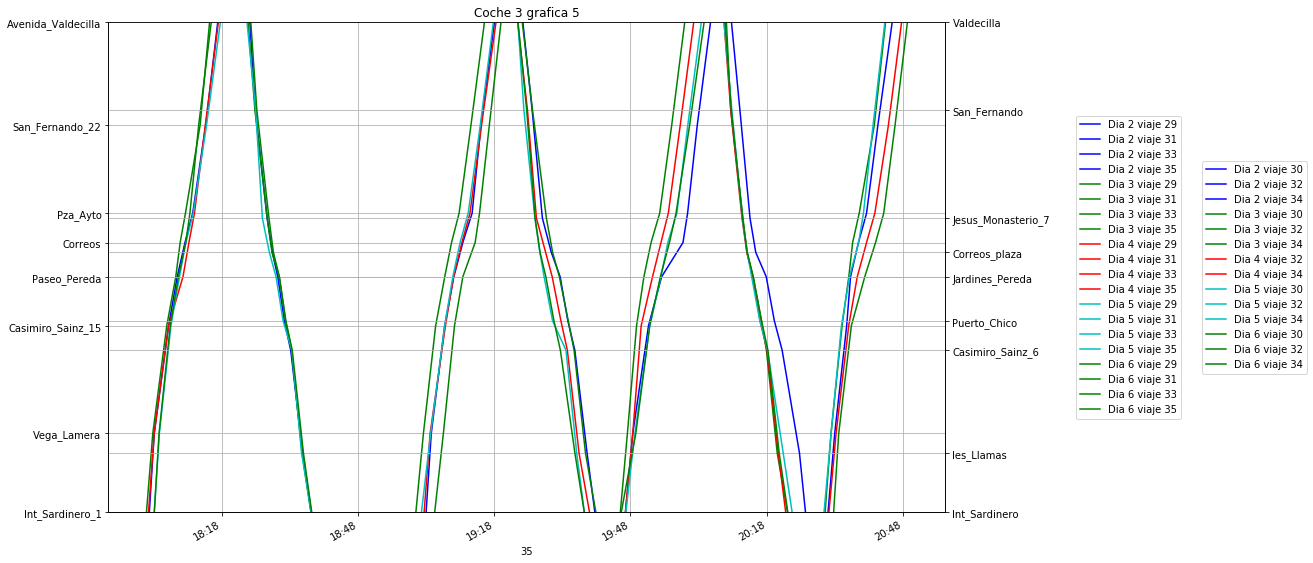 Coche 3 grafica 5
Avenida_Valdecilla
San_Fernando_22
Pza_Ayto
Correos
Paseo_Pereda
Casimiro_Sainz_15
Vega_Lamera
Int_Sardinero_1
Valdecilla
San_Fernando
Jesus_Monasterio_7
Correos_plaza
Jardines_Pereda
Puerto_Chico
Casimiro_Sainz_6
Ies_Llamas
Int_Sardinero
18:18
18:48
19:18
19:48
20:18
20:48
35
Dia 2 viaje 29
Dia 2 viaje 31
Dia 2 viaje 33
Dia 2 viaje 35
Dia 3 viaje 29
Dia 3 viaje 31
Dia 3 viaje 33
Dia 3 viaje 35
Dia 4 viaje 29
Dia 4 viaje 31
Dia 4 viaje 33
Dia 4 viaje 35
Dia 5 viaje 29
Dia 5 viaje 31
Dia 5 viaje 33
Dia 5 viaje 35
Dia 6 viaje 29
Dia 6 viaje 31
Dia 6 viaje 33
Dia 6 viaje 35
Dia 2 viaje 30
Dia 2 viaje 32
Dia 2 viaje 34
Dia 3 viaje 30
Dia 3 viaje 32
Dia 3 viaje 34
Dia 4 viaje 32
Dia 4 viaje 34
Dia 5 viaje 30
Dia 5 viaje 32
Dia 5 viaje 34
Dia 6 viaje 30
Dia 6 viaje 32
Dia 6 viaje 34